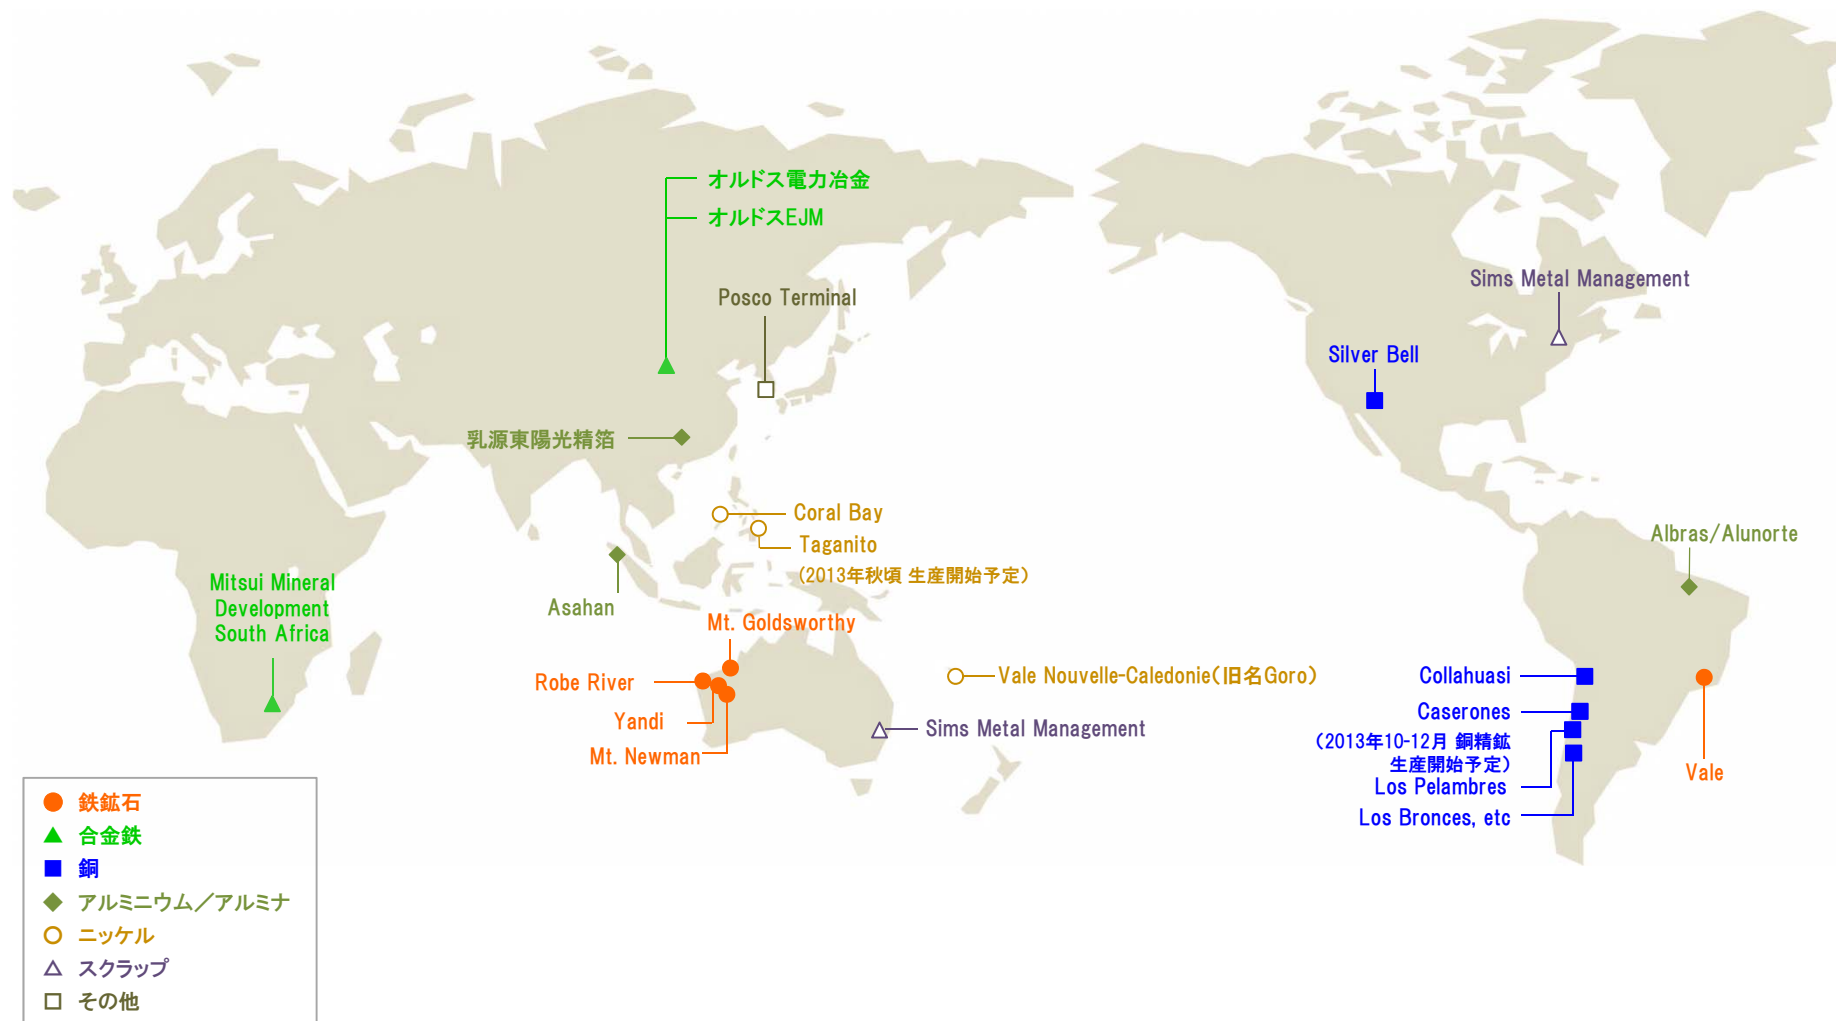 オルドス電力冶金
オルドスEJM
Posco Terminal
Sims Metal Management
Silver Bell
乳源東陽光精箔
Coral Bay
Taganito
(2013年秋頃 生産開始予定)
Albras/Alunorte
Mitsui Mineral
Development
South Africa
Asahan
Mt. Goldsworthy
Robe River
Yandi
Mt. Newman
Vale Nouvelle-Caledonie(旧名Goro)
Sims Metal Management
Collahuasi
Caserones
(2013年10-12月 銅精鉱
生産開始予定)
Los Pelambres
Los Bronces, etc
Vale
鉄鉱石
合金鉄
銅
アルミニウム/アルミナ
ニッケル
スクラップ
その他